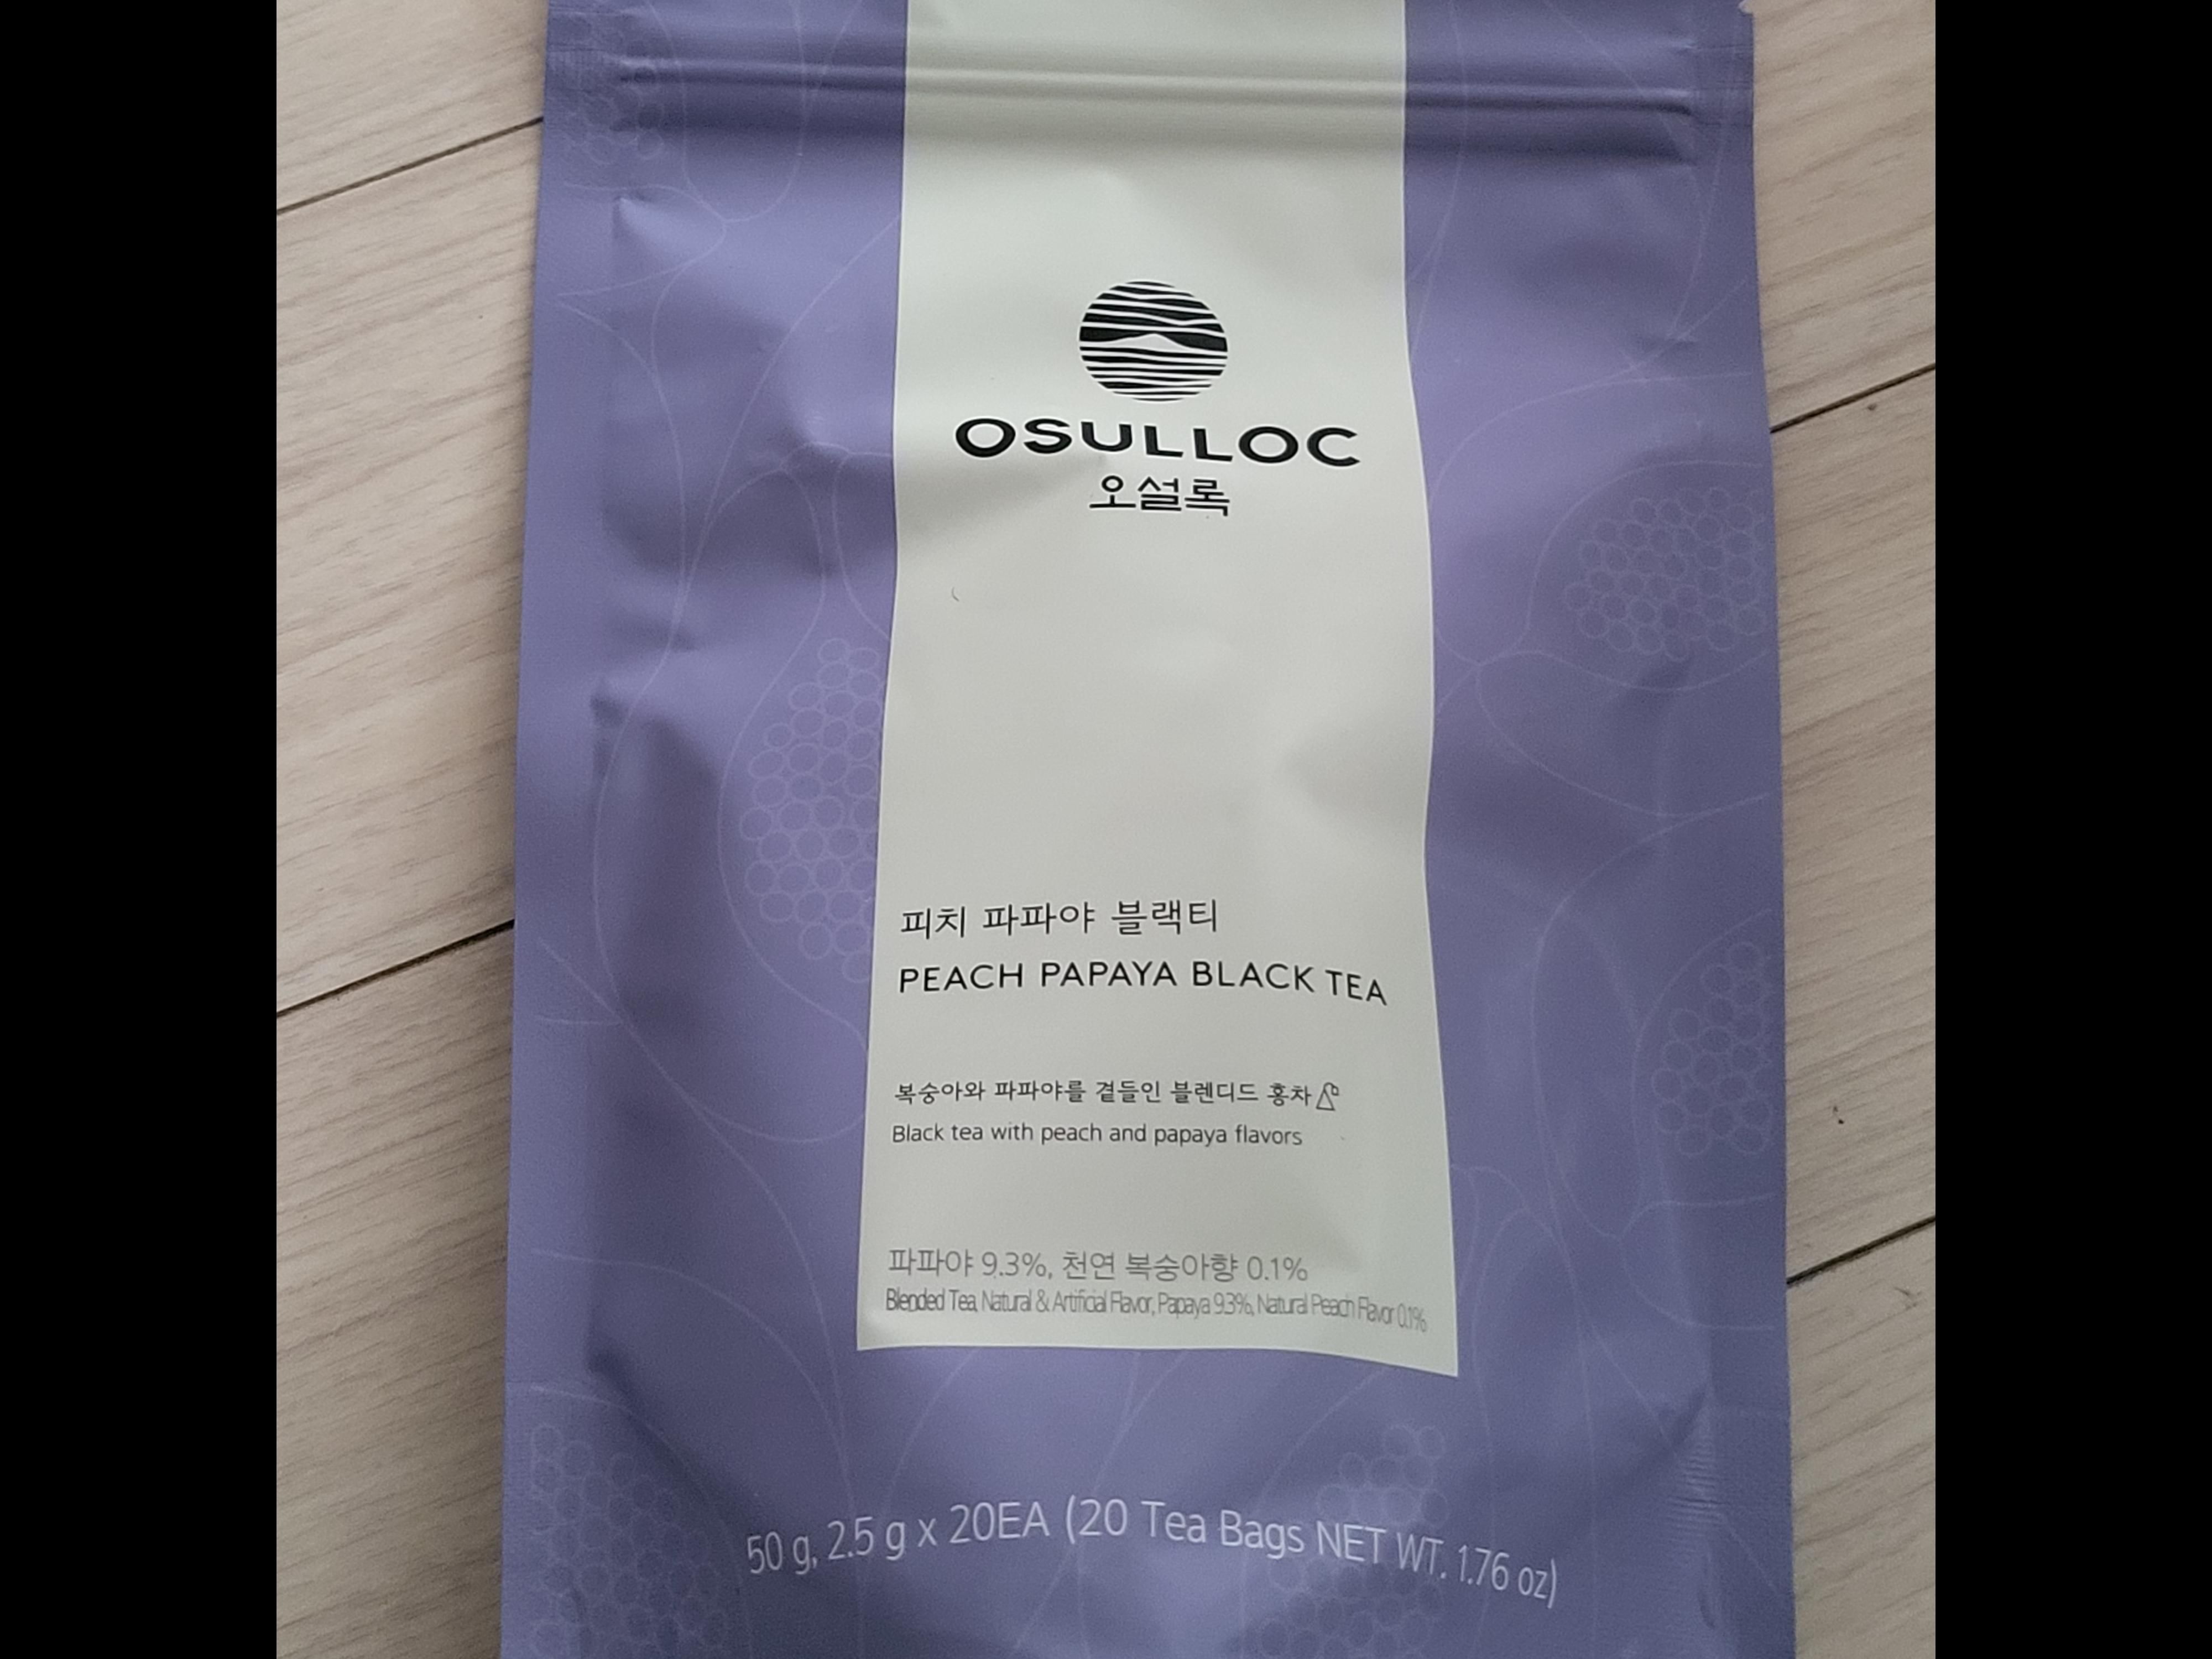 OSULLOC
오설록
피치 파파야 블랙티
PEACH PAPAYA BLACK TEA
복숭아와 파파야를 곁들인 블렌디드 홍차
Black tea with peach and papaya flavors
파파야 9.3%, 천연 복숭아향 0.1%
Blended Tea, Natural & Artificial Flavor, Papaya 9.3%, Natural Peach Flavor 0.1%
50 g, 2.5 g x 20EA (20 Tea Bags NET WT. 1.76 oz)